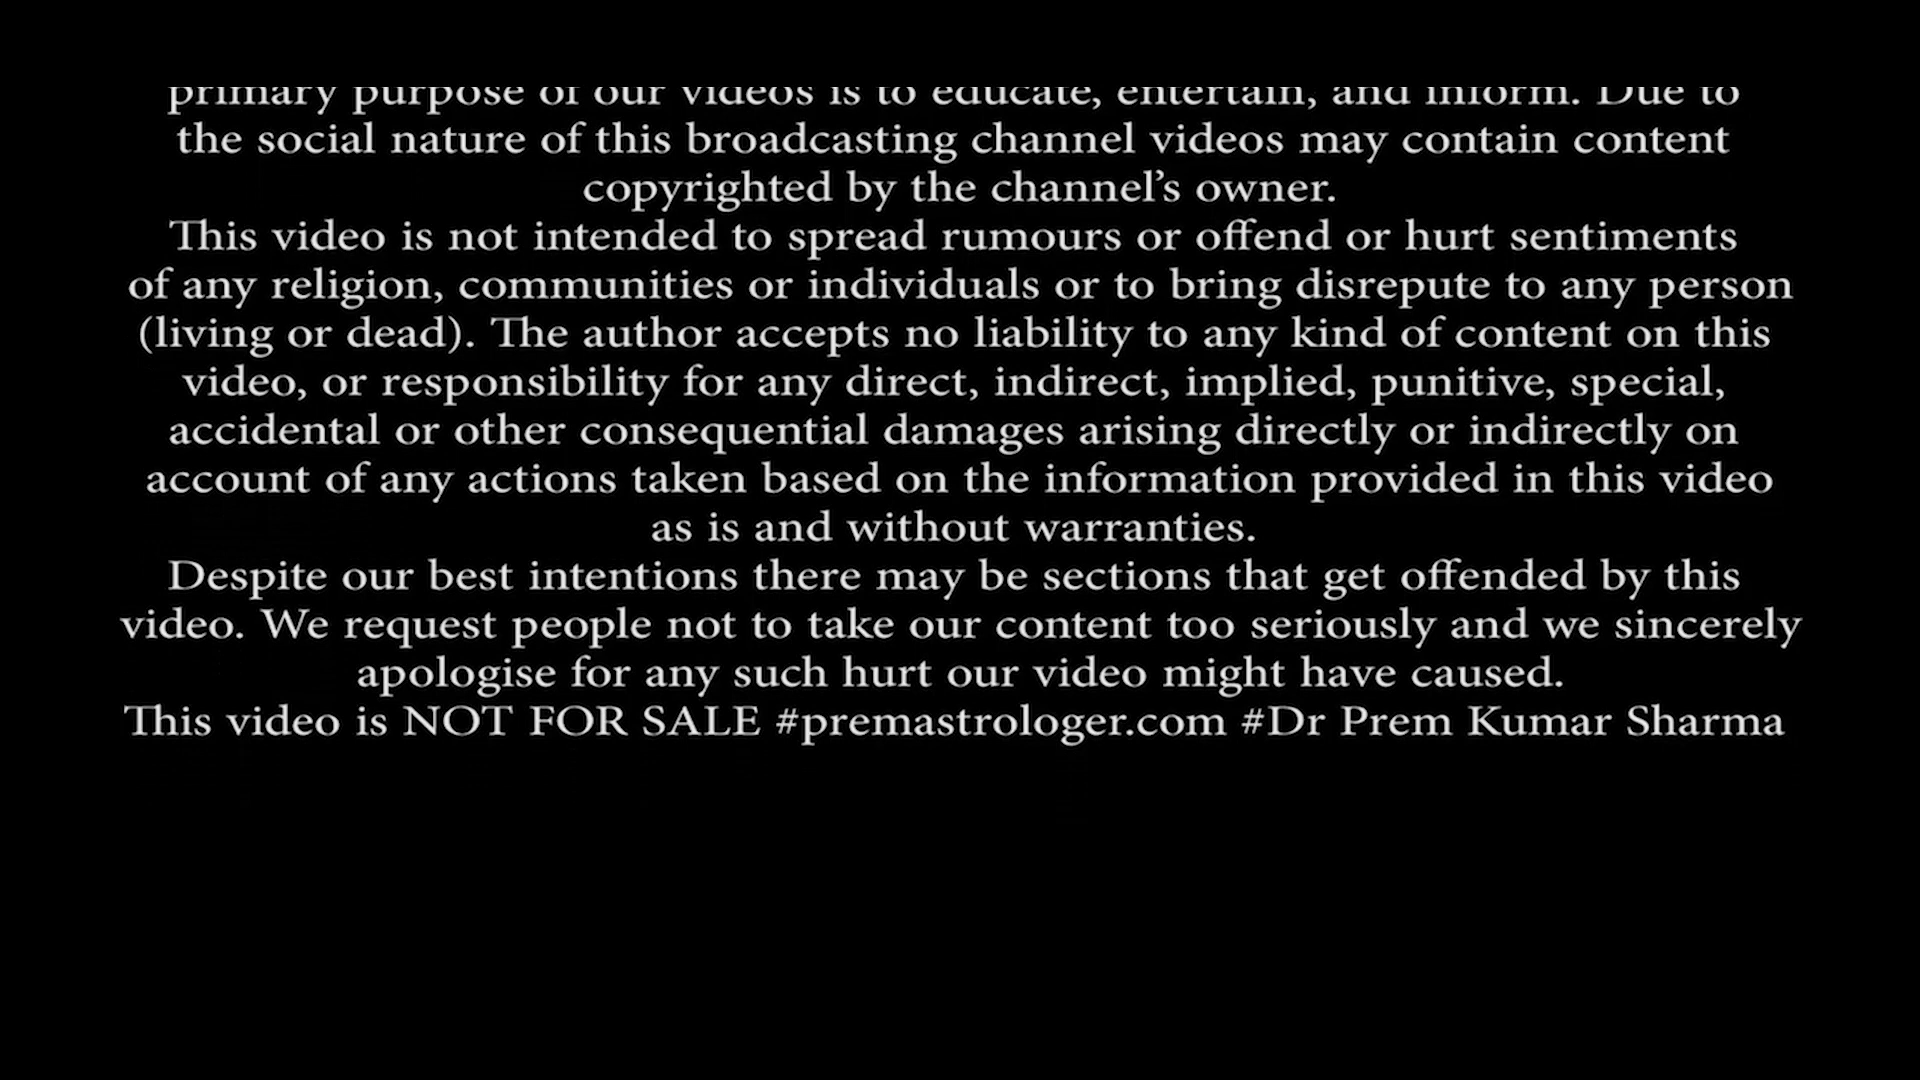 primary purpose of our videos is to educate, entertain, and inform. Due to
the social nature of this broadcasting channel videos may contain content
copyrighted by the channel’s owner.
This video is not intended to spread rumours or offend or hurt sentiments
of any religion, communities or individuals or to bring disrepute to any person
(living or dead). The author accepts no liability to any kind of content on this
video, or responsibility for any direct, indirect, implied, punitive, special,
accidental or other consequential damages arising directly or indirectly on
account of any actions taken based on the information provided in this video
as is and without warranties.
Despite our best intentions there may be sections that get offended by this
video. We request people not to take our content too seriously and we sincerely
apologise for any such hurt our video might have caused.
This video is NOT FOR SALE #premastrologer.com #Dr Prem Kumar Sharma